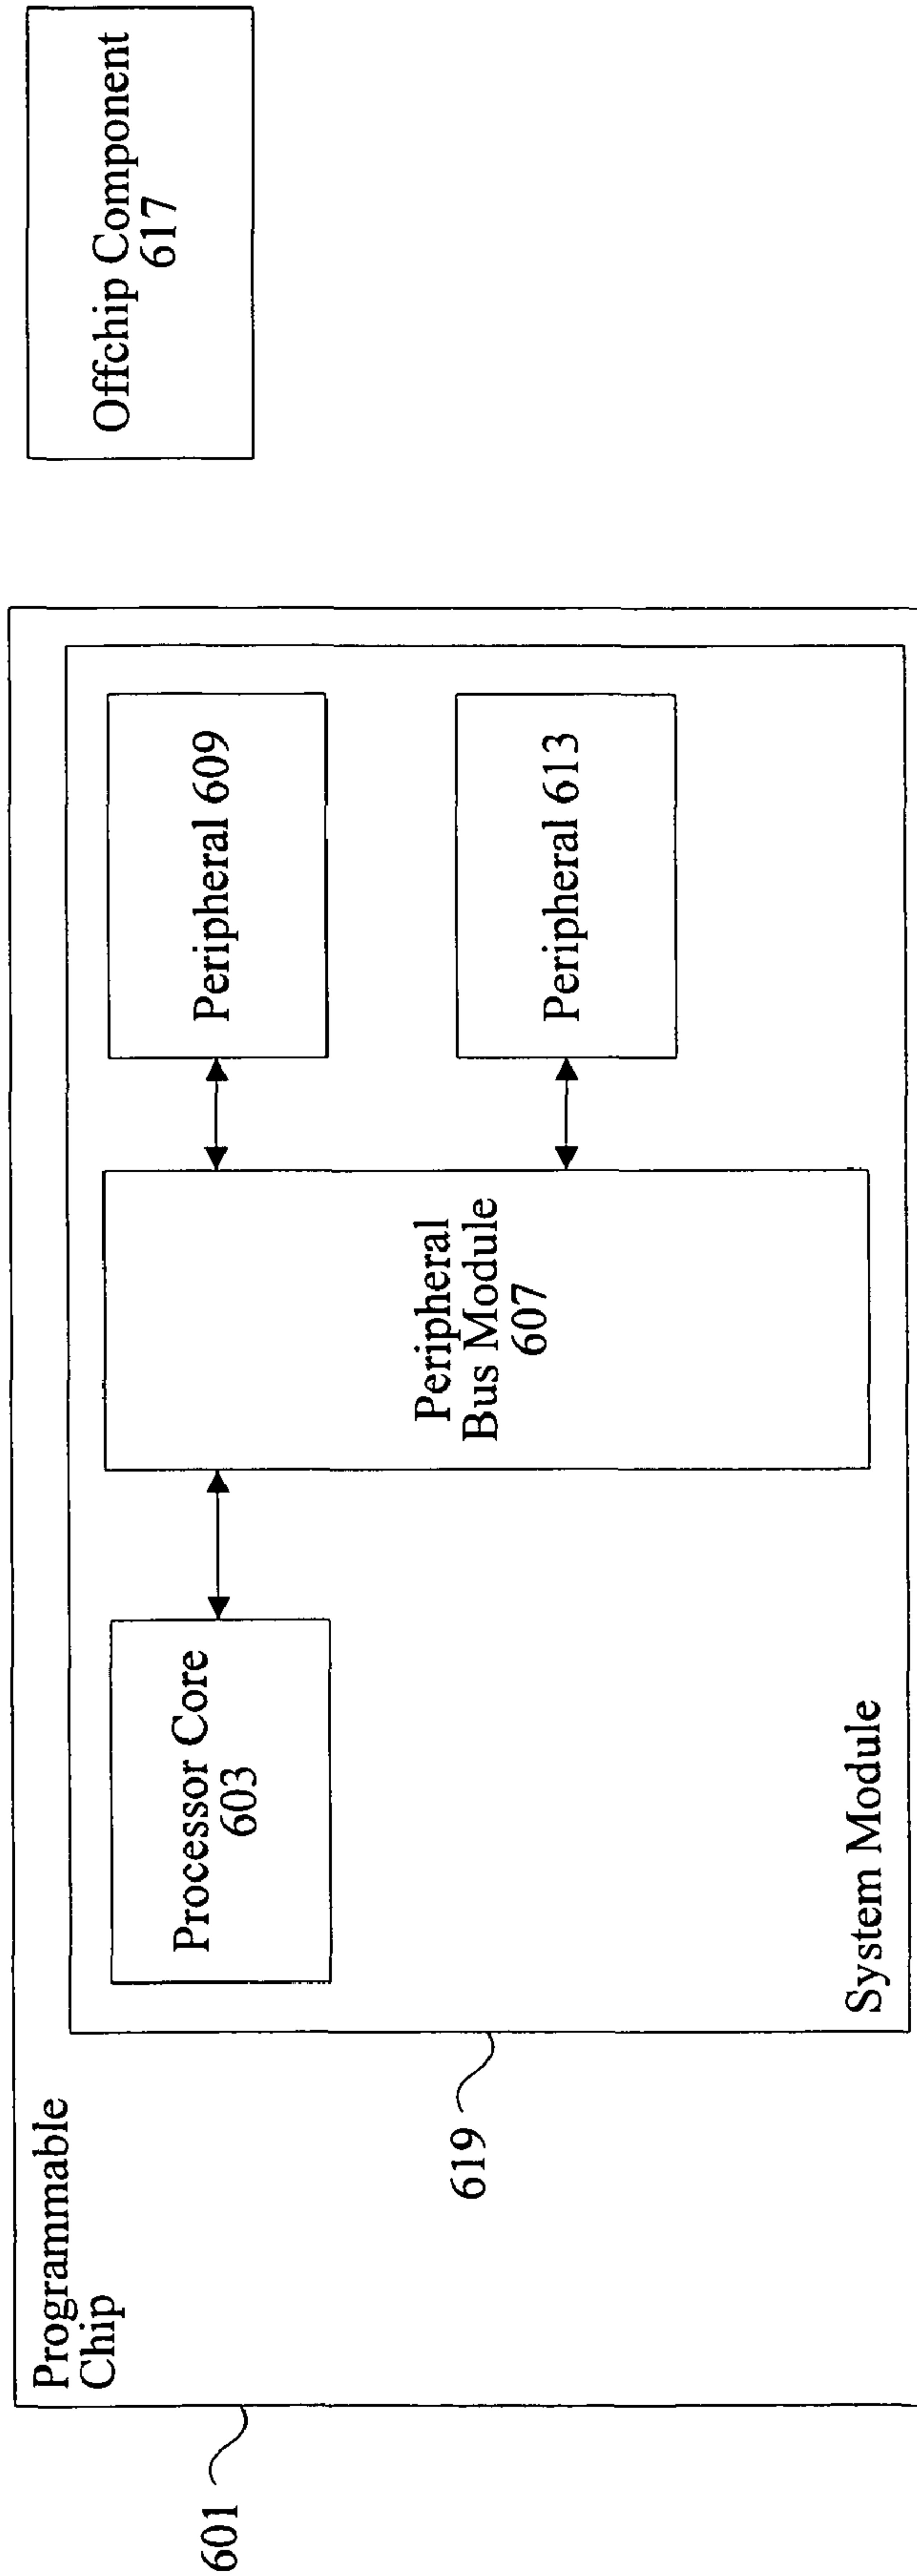 Programmable
Chip
601
619
System Module
Processor Core
603
Peripheral
Bus Module
607
Peripheral 609
Peripheral 613
Offchip Component
617